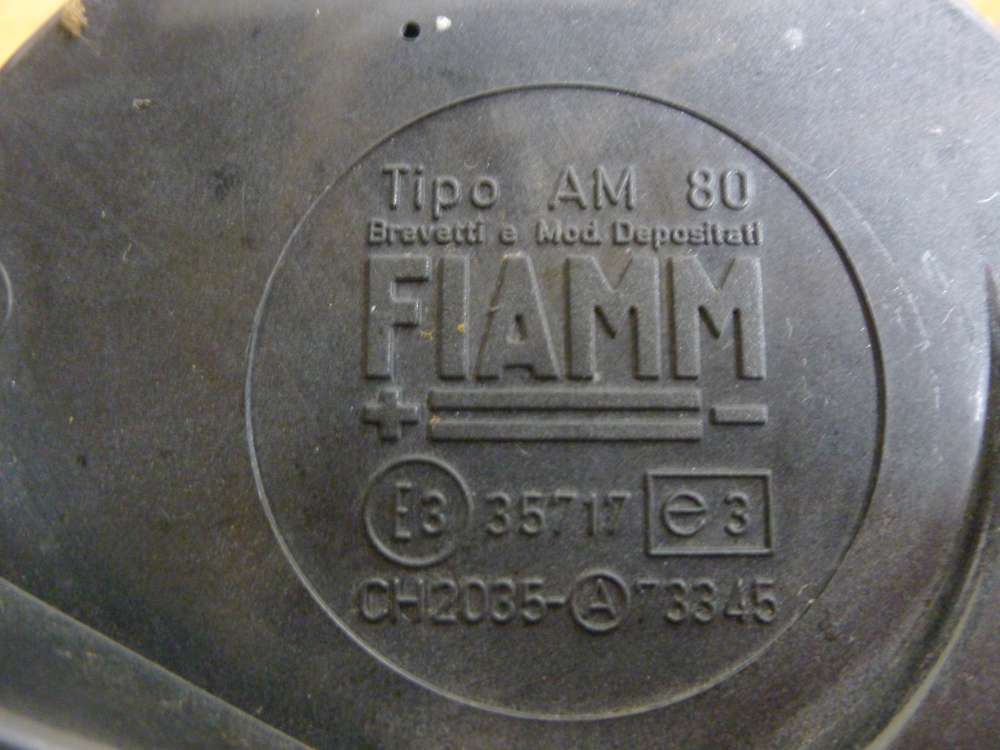 Tipo AM 80
Brevetti e Mod. Depositati
FIAMM
+ -
E3 35717 e3
CH2035-A 73345